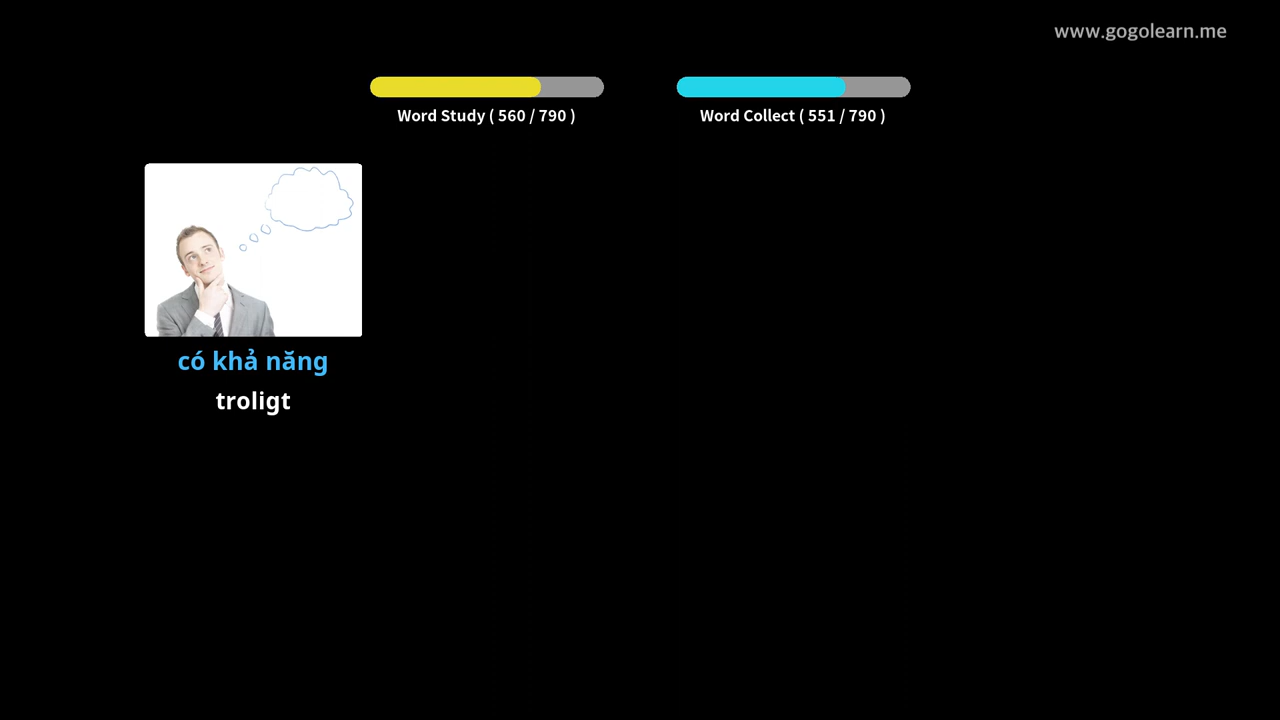 www.gogolearn.me
Word Study ( 560 / 790 )
Word Collect ( 551 / 790 )
có khả năng
troligt